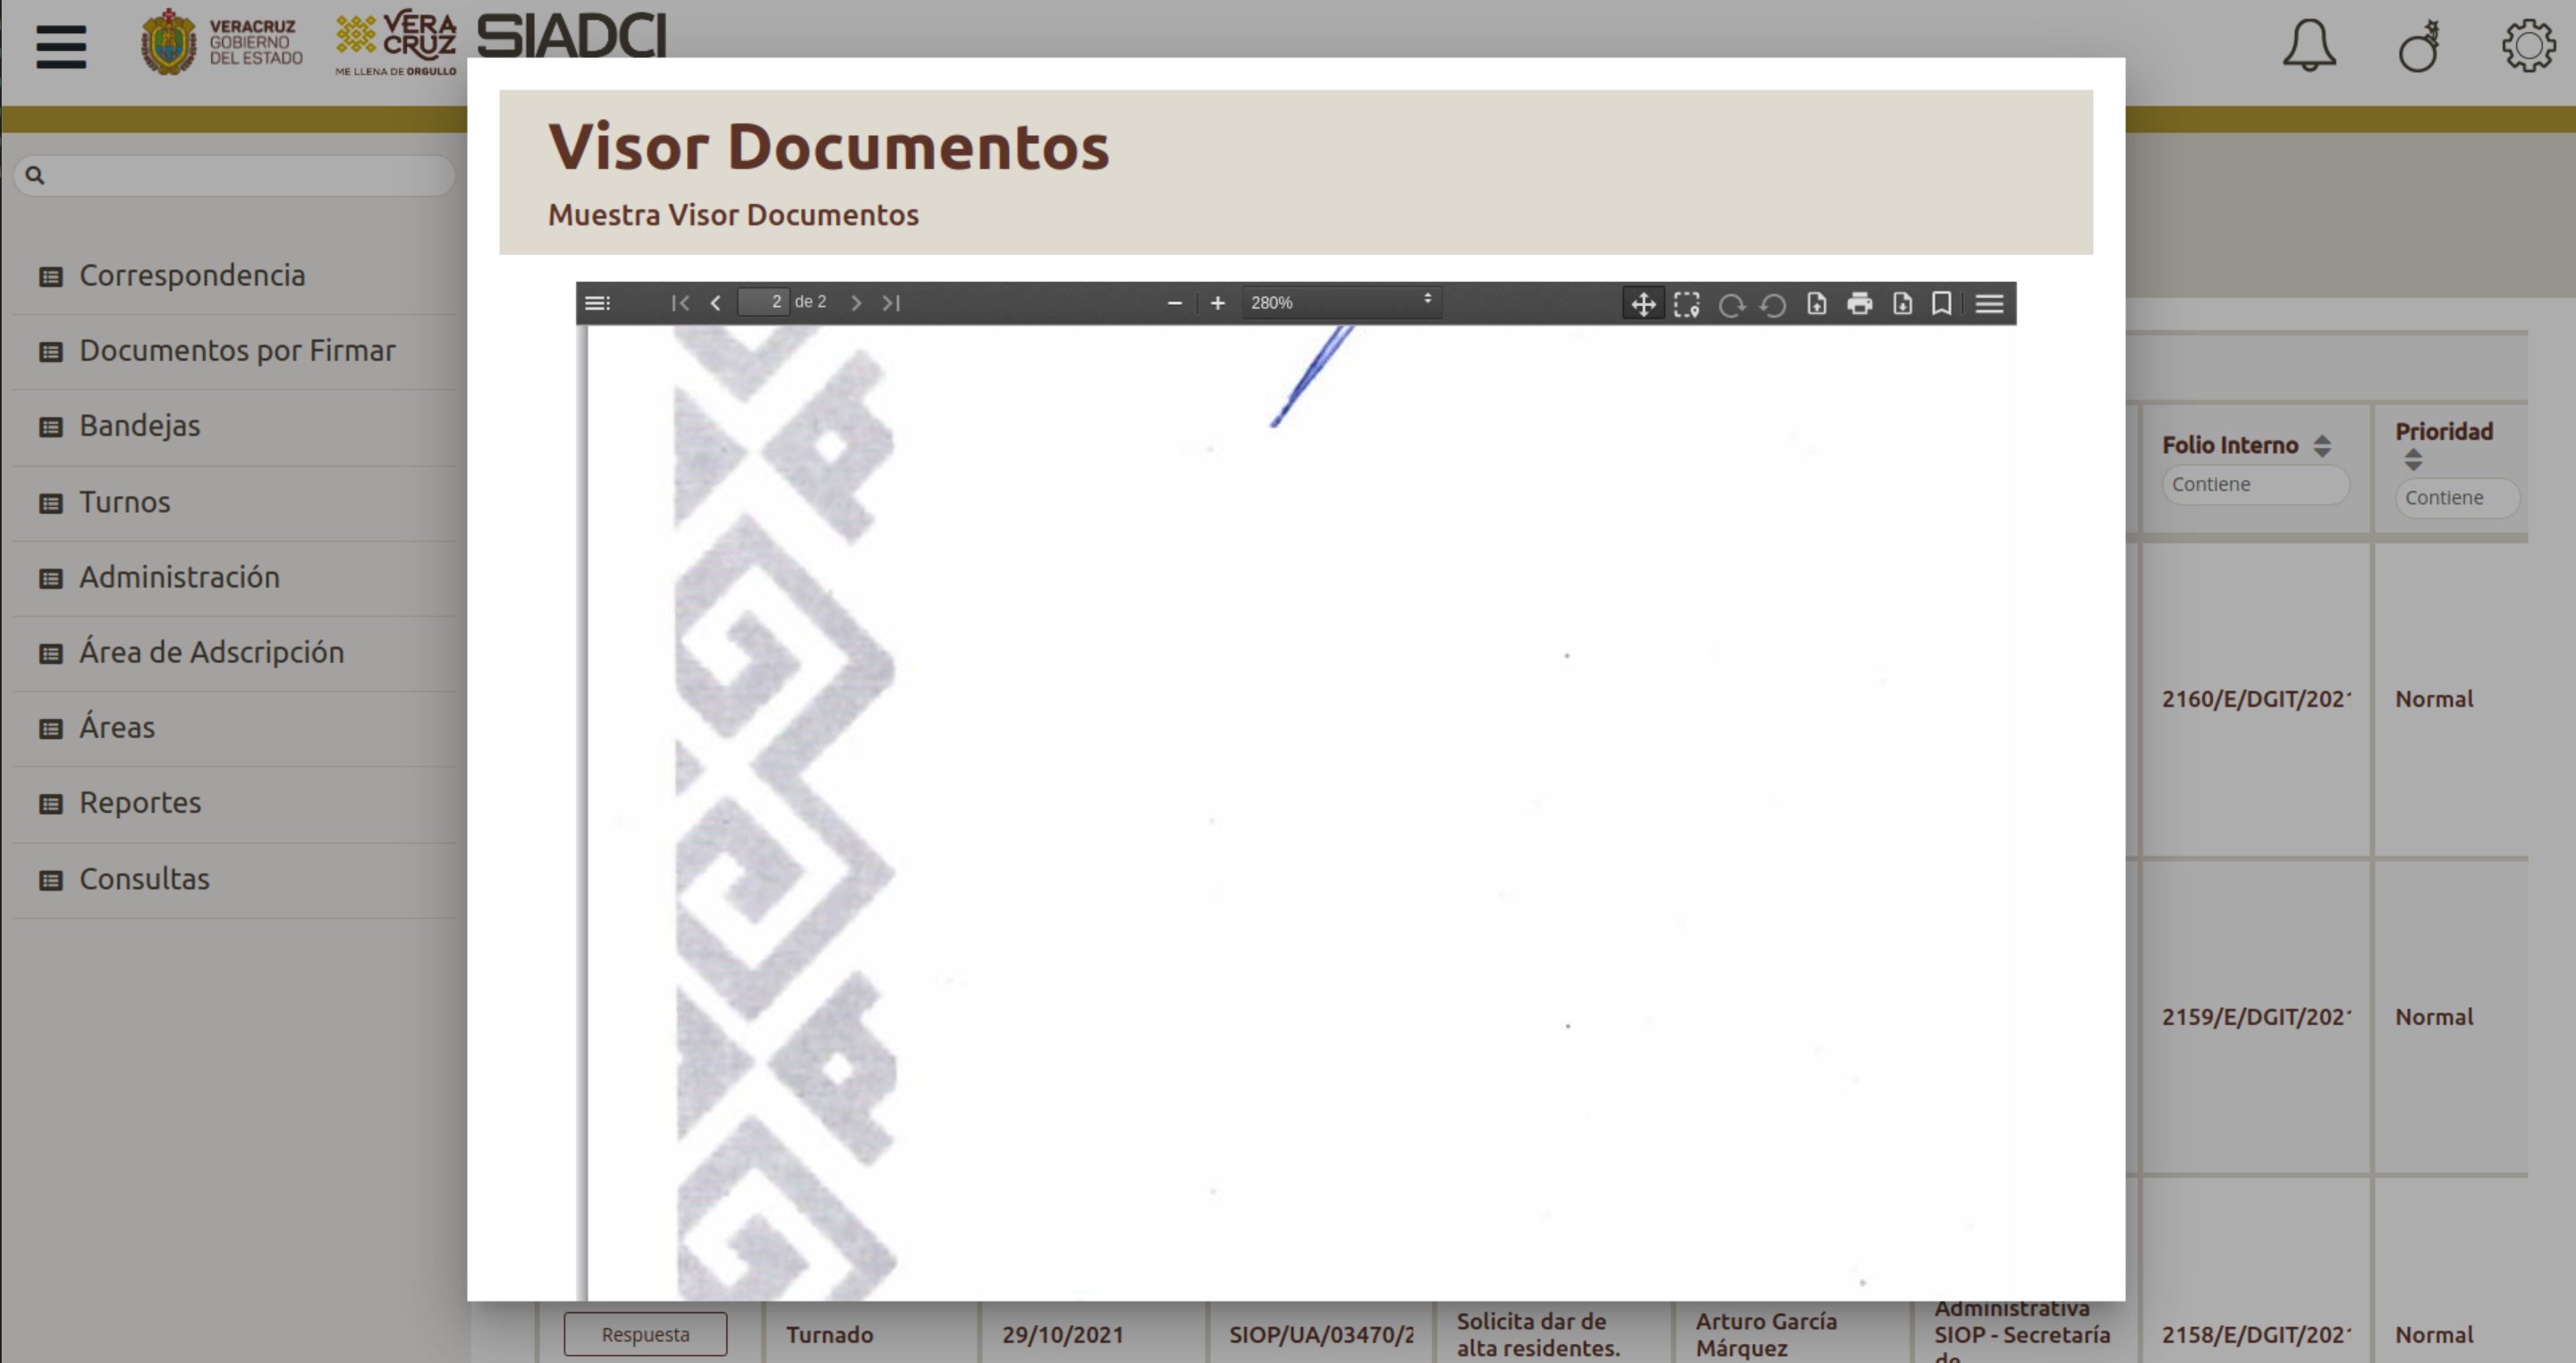 VERACRUZ
GOBIERNO
DEL ESTADO
VERA
CRUZ
ME LLENA DE ORGULLO
SIADCI
Visor Documentos
Muestra Visor Documentos
2 de 2
280%
Correspondencia
Documentos por Firmar
Bandejas
Turnos
Administración
Área de Adscripción
Áreas
Reportes
Consultas
Folio Interno
Contiene
Prioridad
Contiene
2160/E/DGIT/202
Normal
2159/E/DGIT/202
Normal
Respuesta
Turnado
29/10/2021
SIOP/UA/03470/2
Solicita dar de
alta residentes.
Arturo García
Márquez
Administrativa
SIOP - Secretaría
de
2158/E/DGIT/202
Normal